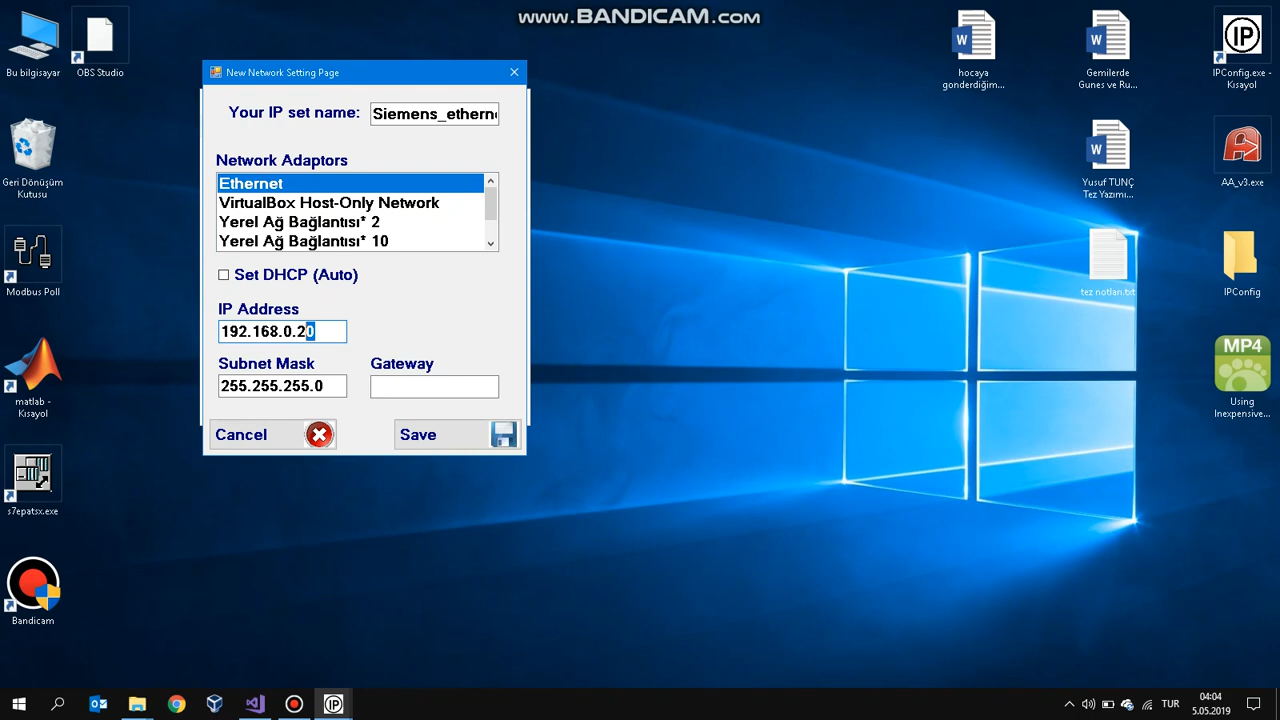 www.BANDICAM.com
Bu bilgisayar
OBS Studio
Geri Dönüşüm
Kutusu
Modbus Poll
matlab -
Kısayol
s7epatsx.exe
Bandicam
New Network Setting Page
Your IP set name:
Siemens_etherne
Network Adaptors
Ethernet
VirtualBox Host-Only Network
Yerel Ağ Bağlantısı* 2
Yerel Ağ Bağlantısı* 10
Set DHCP (Auto)
IP Address
192.168.0.20
Subnet Mask
Gateway
255.255.255.0
Cancel
Save
W
hocaya
gonderdiğim...
W
Gemilerde
Gunes ve Ru...
IP
IPConfig.exe -
Kısayol
W
Yusuf TUNÇ
Tez Yazımı...
AA_v3.exe
tez notları.txt
IPConfig
MP4
Using
Inexpensive...
IP
TUR
04:04
5.05.2019